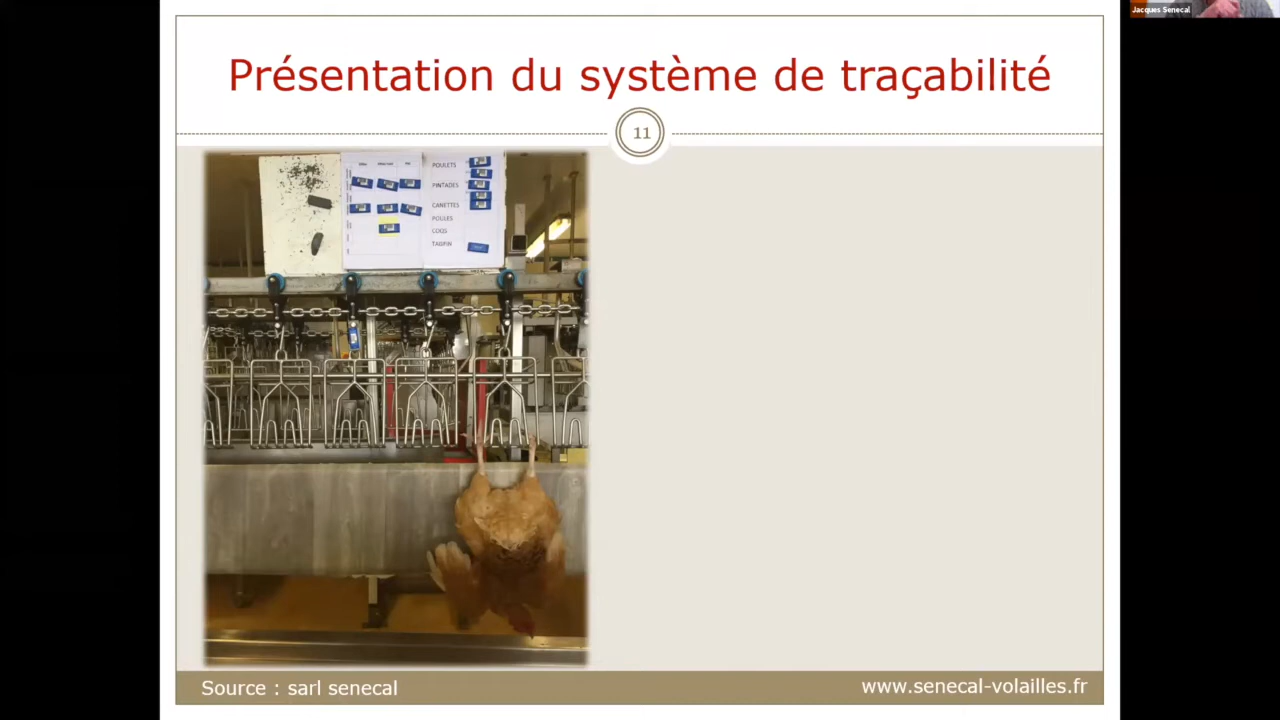 Jacques Senecal
Présentation du système de traçabilité
11
POULETS
PINTADES
CANETTES
POULES
COQS
Source : sarl senecal
www.senecal-volailles.fr